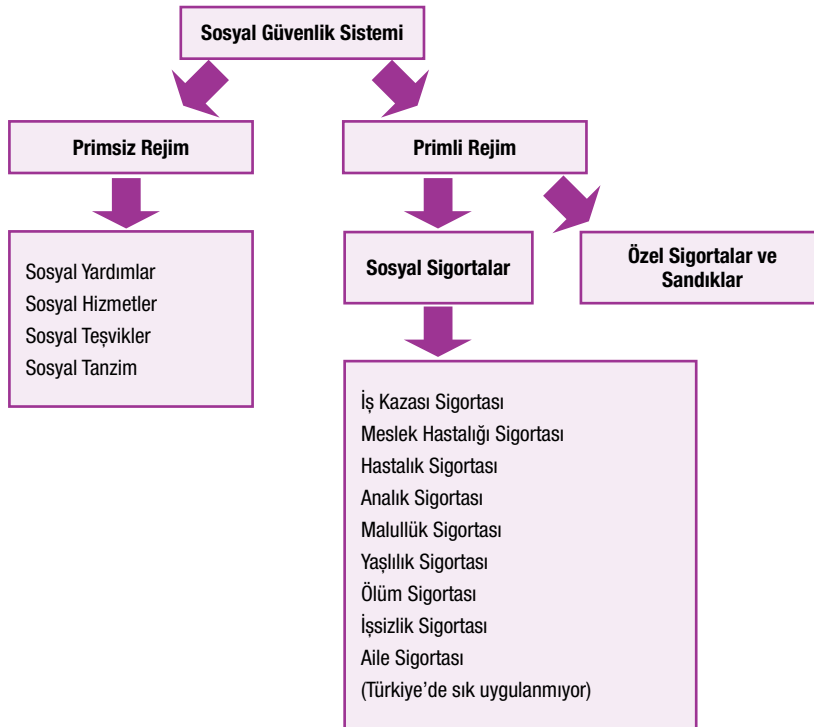 Sosyal Güvenlik Sistemi
Primsiz Rejim
Primli Rejim
Sosyal Yardımlar
Sosyal Hizmetler
Sosyal Teşvikler
Sosyal Tanzim
Sosyal Sigortalar
Özel Sigortalar ve
Sandıklar
İş Kazası Sigortası
Meslek Hastalığı Sigortası
Hastalık Sigortası
Analık Sigortası
Malullük Sigortası
Yaşlılık Sigortası
Ölüm Sigortası
İşsizlik Sigortası
Aile Sigortası
(Türkiye’de sık uygulanmıyor)